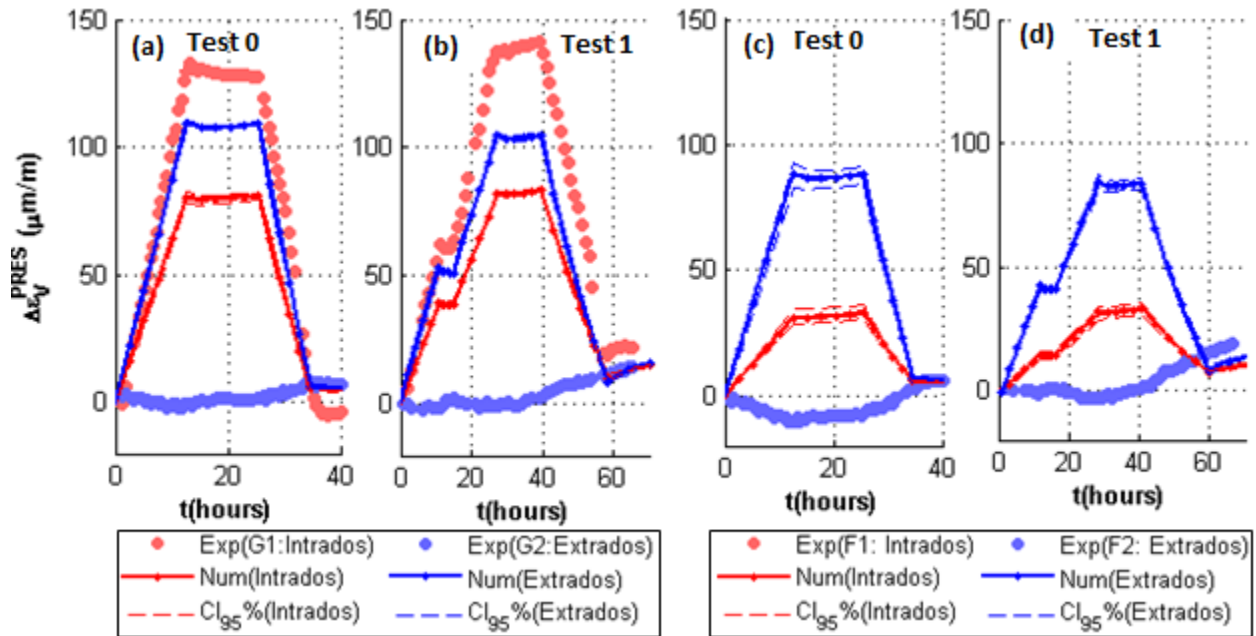 150
100
50
0
ΔεV^PRES (μm/m)
(a) Test 0
0 20 40
t(hours)
150
100
50
0
(b) Test 1
0 20 40 60
t(hours)
150
100
50
0
(c) Test 0
0 20 40
t(hours)
150
100
50
0
(d) Test 1
0 20 40 60
t(hours)
Exp(G1:Intrados) Exp(G2:Extrados)
Num(Intrados) Num(Extrados)
CI95%(Intrados) CI95%(Extrados)
Exp(F1: Intrados) Exp(F2: Extrados)
Num(Intrados) Num(Extrados)
CI95%(Intrados) CI95%(Extrados)